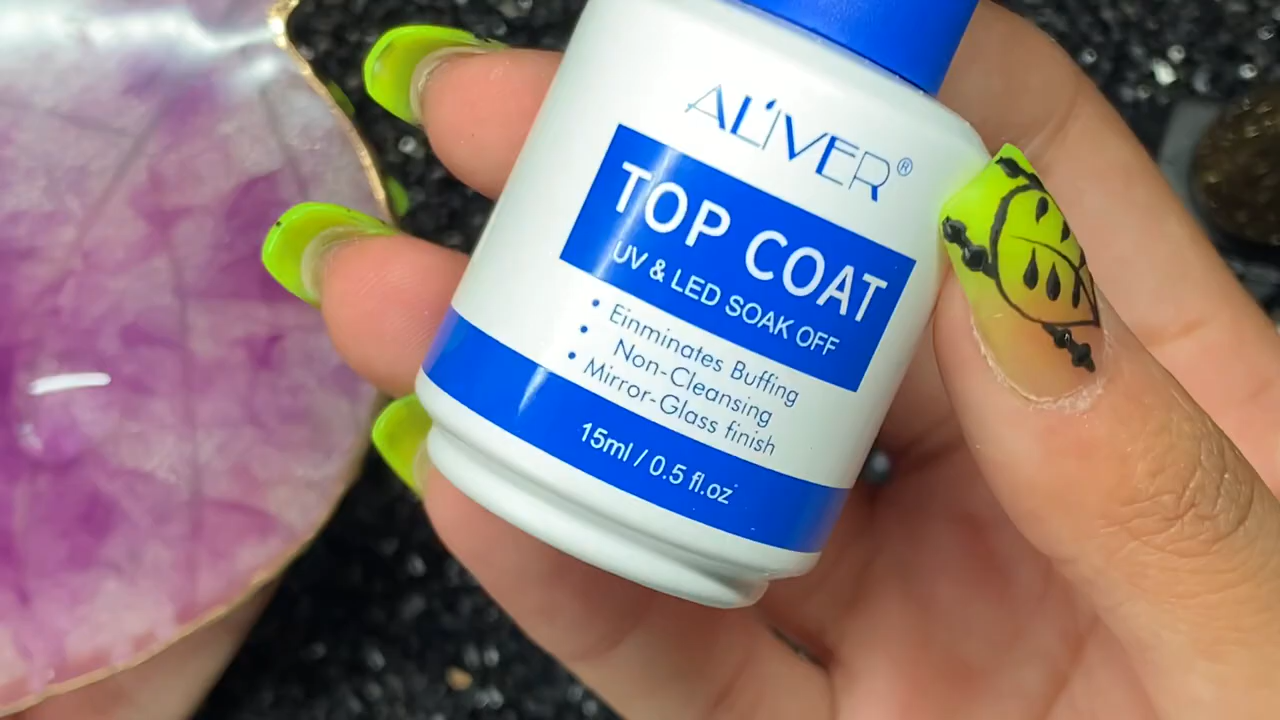 ALIVER®
TOP COAT
UV & LED SOAK OFF
• Einminates Buffing
• Non-Cleansing
• Mirror-Glass finish
15ml / 0.5 fl.oz